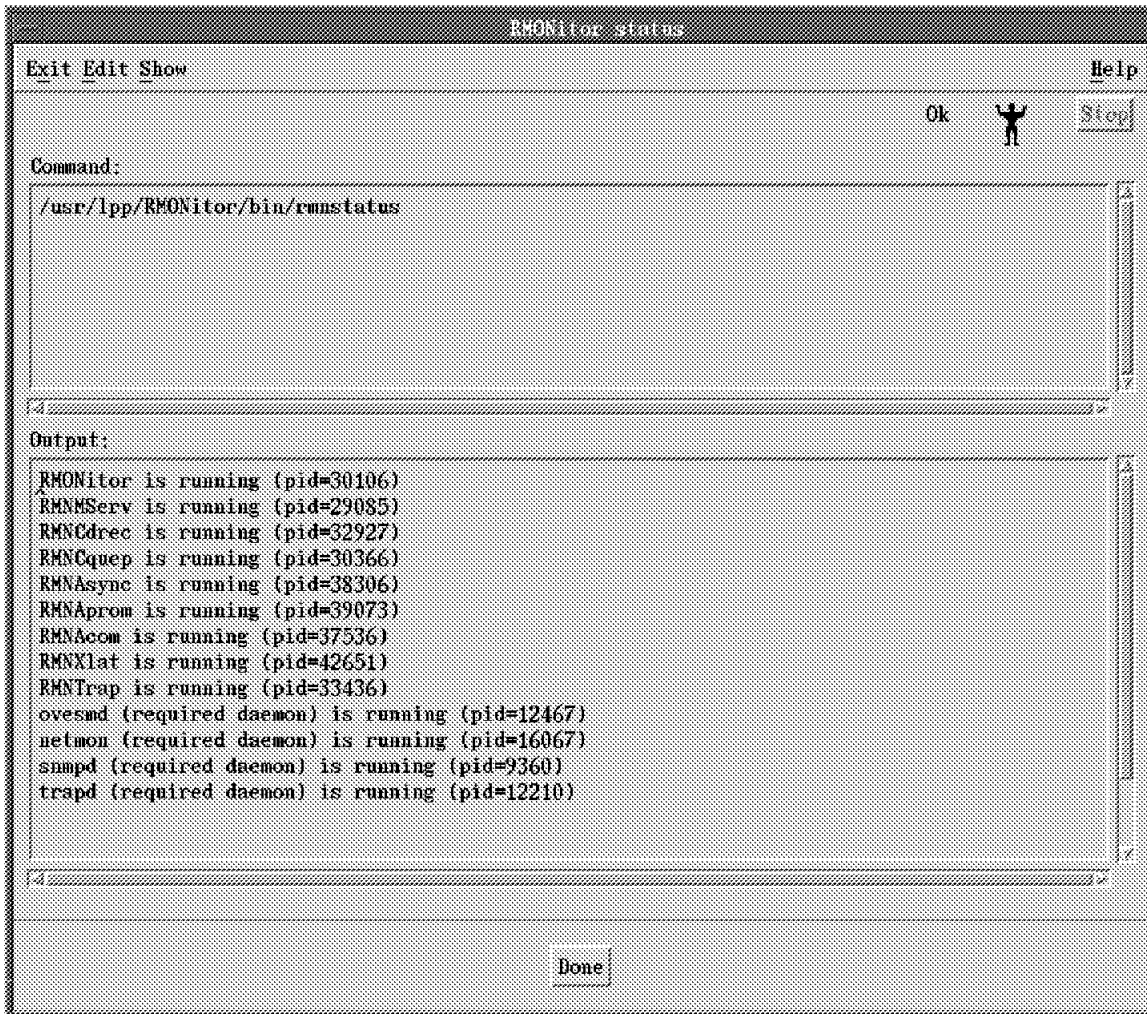 RMONitor status
Exit Edit Show Help
Ok Stop
Command:
/usr/lpp/RMONitor/bin/rmnstatus
Output:
RMONitor is running (pid=30106)
RMNMServ is running (pid=29085)
RMNCdrec is running (pid=32927)
RMNCquep is running (pid=30366)
RMNAsync is running (pid=38306)
RMNAprom is running (pid=39073)
RMNAcom is running (pid=37536)
RMNXlat is running (pid=42651)
RMNTrap is running (pid=33436)
ovesmd (required daemon) is running (pid=12467)
netmon (required daemon) is running (pid=16067)
snmpd (required daemon) is running (pid=9360)
trapd (required daemon) is running (pid=12210)
Done